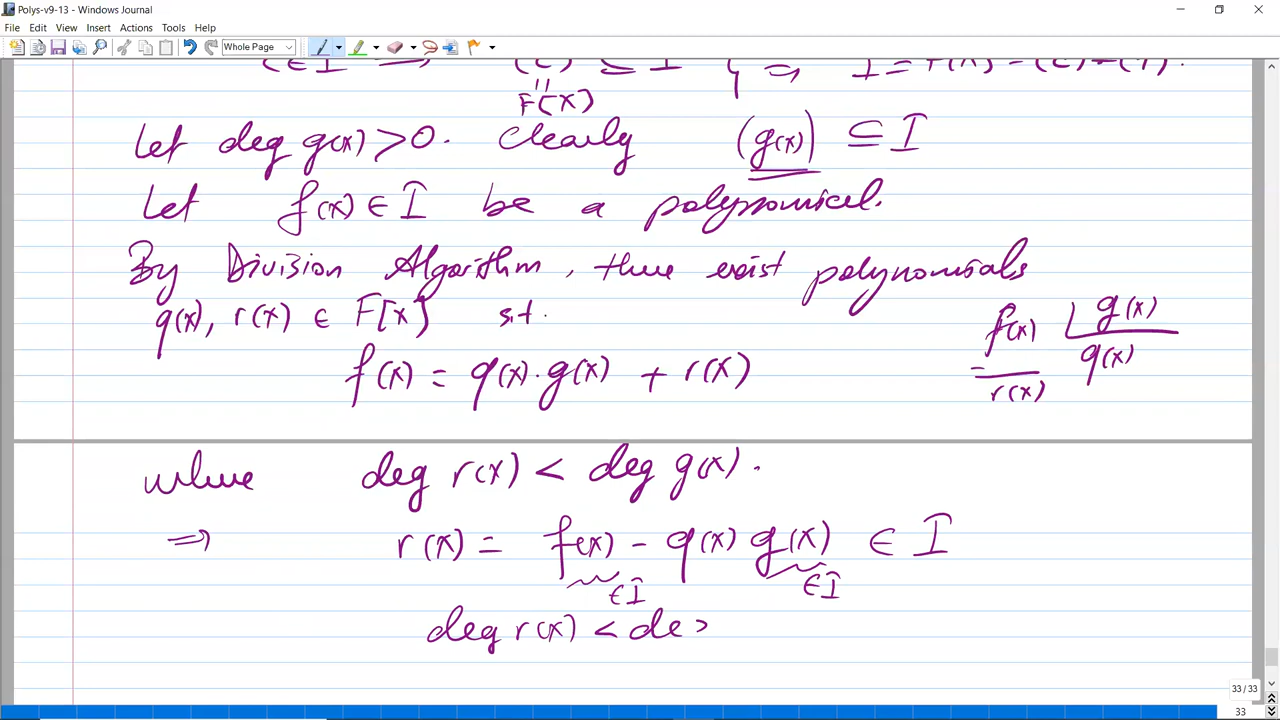 Polys-v9-13 - Windows Journal
File Edit View Insert Actions Tools Help
Whole Page
F[X]
Let deg g(x) > 0. Clearly (g(x)) ⊆ I
Let f(x) ∈ I be a polynomical.
By Division Algorithm, there exist polynomials
q(x), r(x) ∈ F[x] s.t.
f(x) = q(x)·g(x) + r(x)
f(x) g(x)
- r(x) q(x)
where deg r(x) < deg g(x).
⇒ r(x) = f(x) - q(x) g(x) ∈ I
∈I ∈I
deg r(x) < de
33 / 33
33